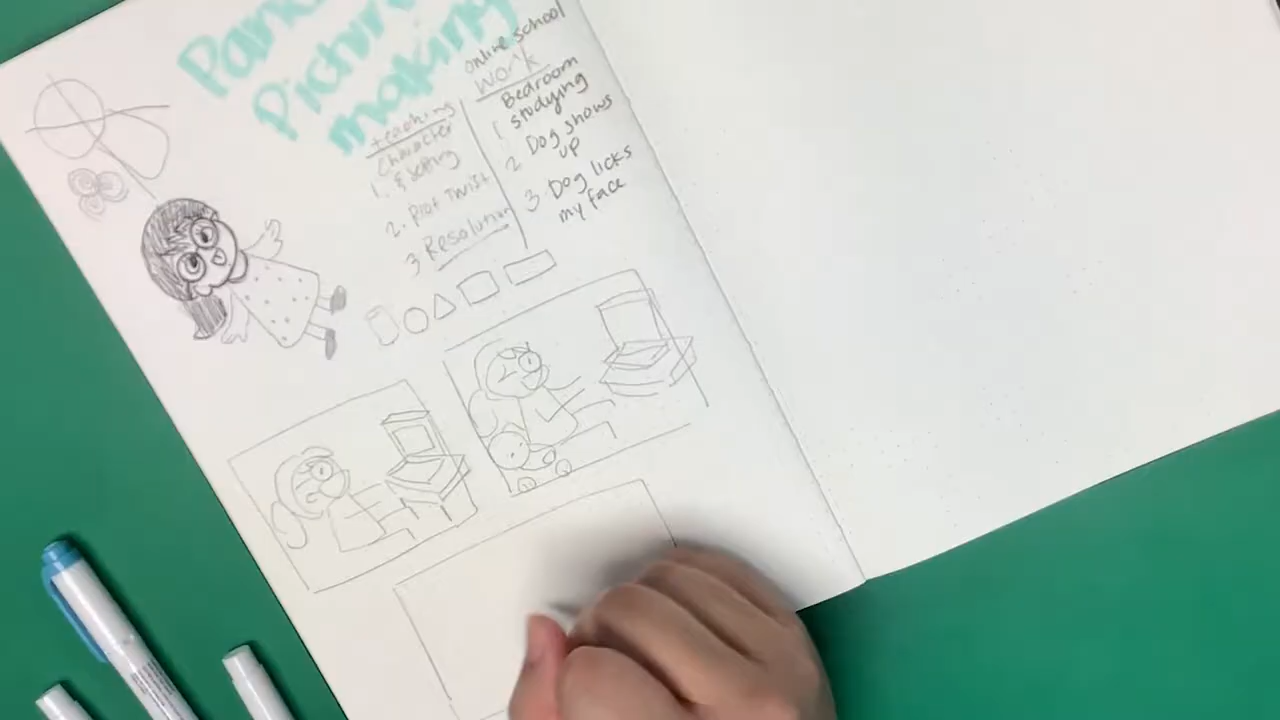 Picture
making
teaching
Character
1. & setting
2. Plot Twist
3 Resolution
online school
work
Bedroom
1 studying
2 Dog shows
up
3 Dog licks
my face